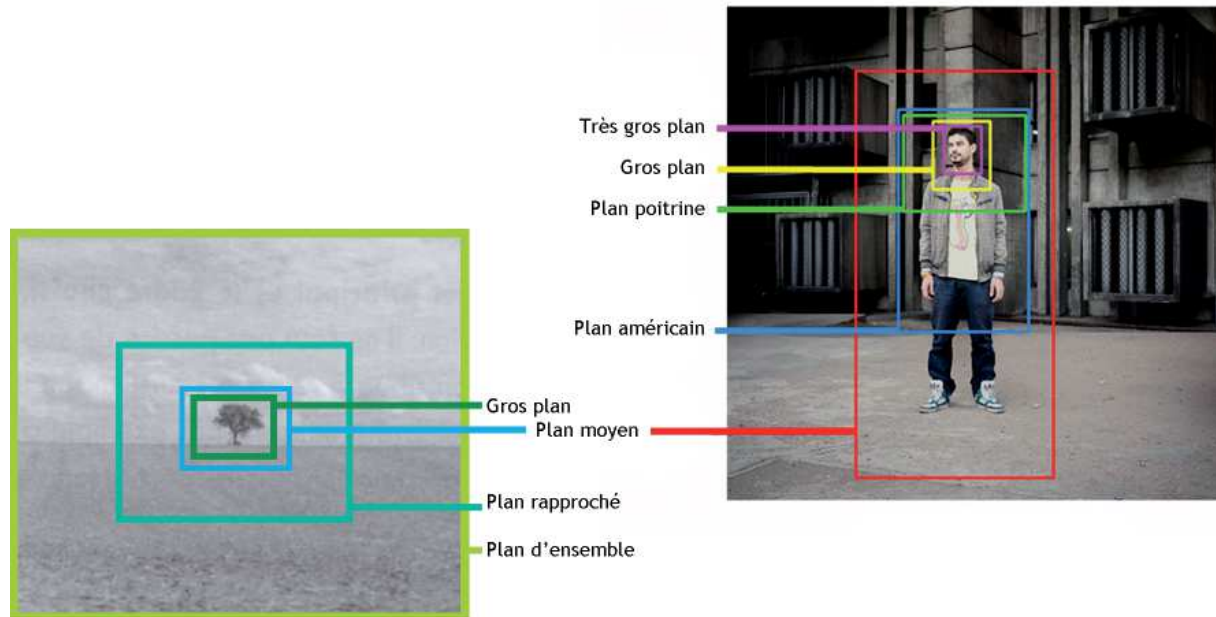 Très gros plan
Gros plan
Plan poitrine
Plan américain
Gros plan
Plan moyen
Plan rapproché
Plan d'ensemble